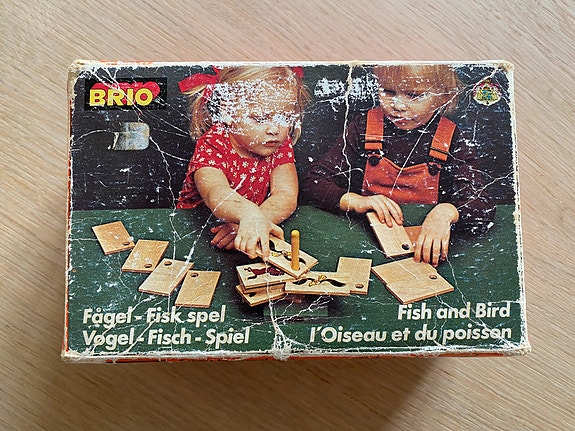 BRIO
Fågel - Fisk spel
Vogel - Fisch - Spiel
Fish and Bird
l'Oiseau et du poisson